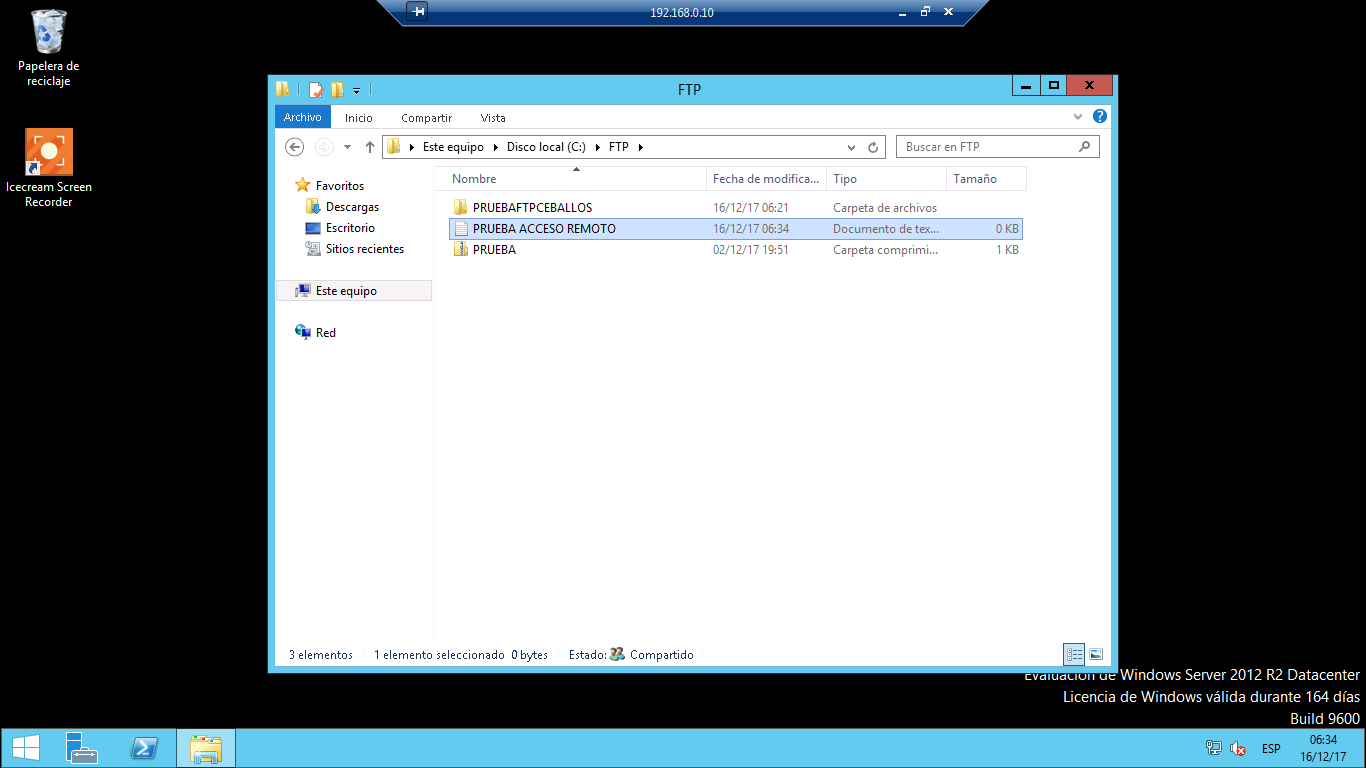 192.168.0.10
Papelera de
reciclaje
Icecream Screen
Recorder
FTP
Archivo Inicio Compartir Vista
Este equipo Disco local (C:) FTP
Buscar en FTP
Favoritos
Descargas
Escritorio
Sitios recientes
Este equipo
Red
Nombre Fecha de modifica... Tipo Tamaño
PRUEBAFTPCEBALLOS 16/12/17 06:21 Carpeta de archivos
PRUEBA ACCESO REMOTO 16/12/17 06:34 Documento de tex... 0 KB
PRUEBA 02/12/17 19:51 Carpeta comprimi... 1 KB
3 elementos 1 elemento seleccionado 0 bytes Estado: Compartido
Evaluación de Windows Server 2012 R2 Datacenter
Licencia de Windows válida durante 164 días
Build 9600
ESP
06:34
16/12/17